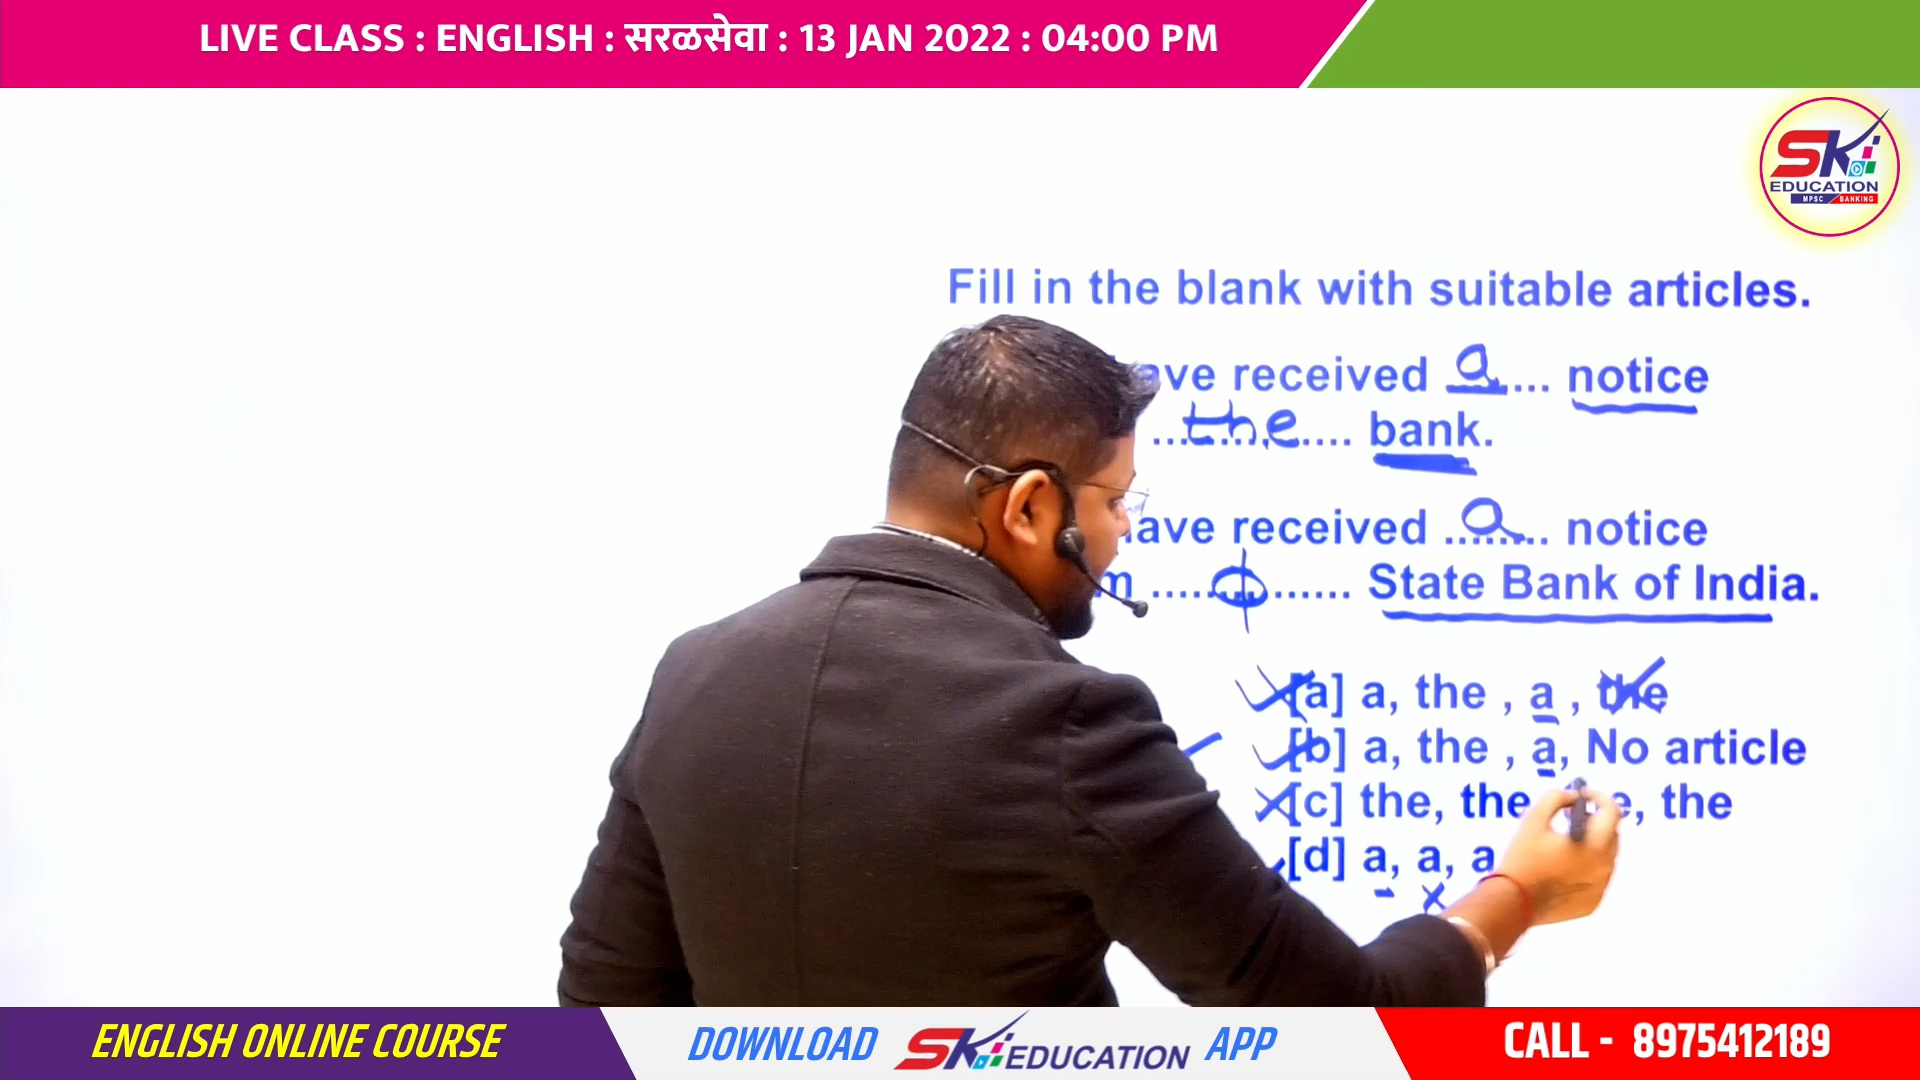 LIVE CLASS : ENGLISH : सरळसेवा : 13 JAN 2022 : 04:00 PM
SK
EDUCATION
MPSC BANKING
Fill in the blank with suitable articles.
received a.... notice
...the.... bank.
received ...a... notice
.....ϕ...... State Bank of India.
[a] a, the , a , the
[b] a, the , a, No article
[c] the, the the
[d] a, a, a
x
ENGLISH ONLINE COURSE
DOWNLOAD SK EDUCATION APP
CALL - 8975412189